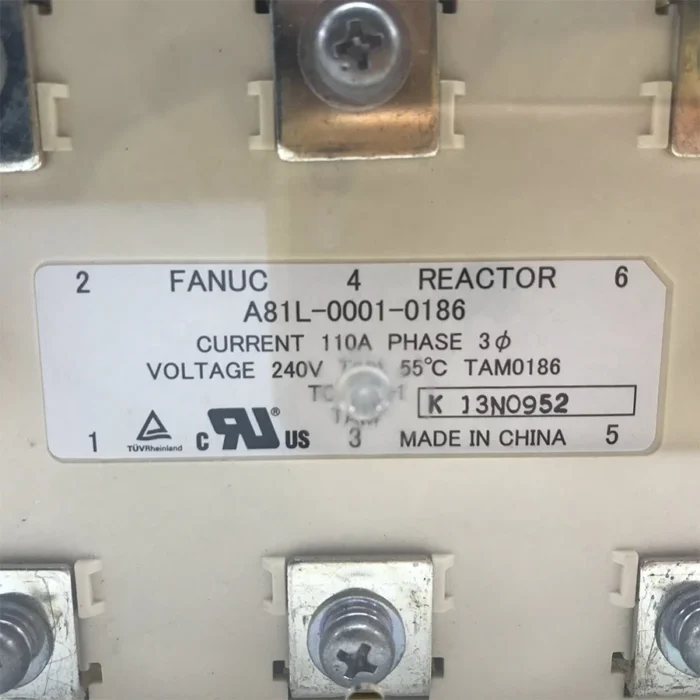 2 FANUC 4 REACTOR 6
A81L-0001-0186
CURRENT 110A PHASE 3φ
VOLTAGE 240V 55℃ TAM0186
K 13N0952
1 TÜVRheinland C RU® US 3 MADE IN CHINA 5